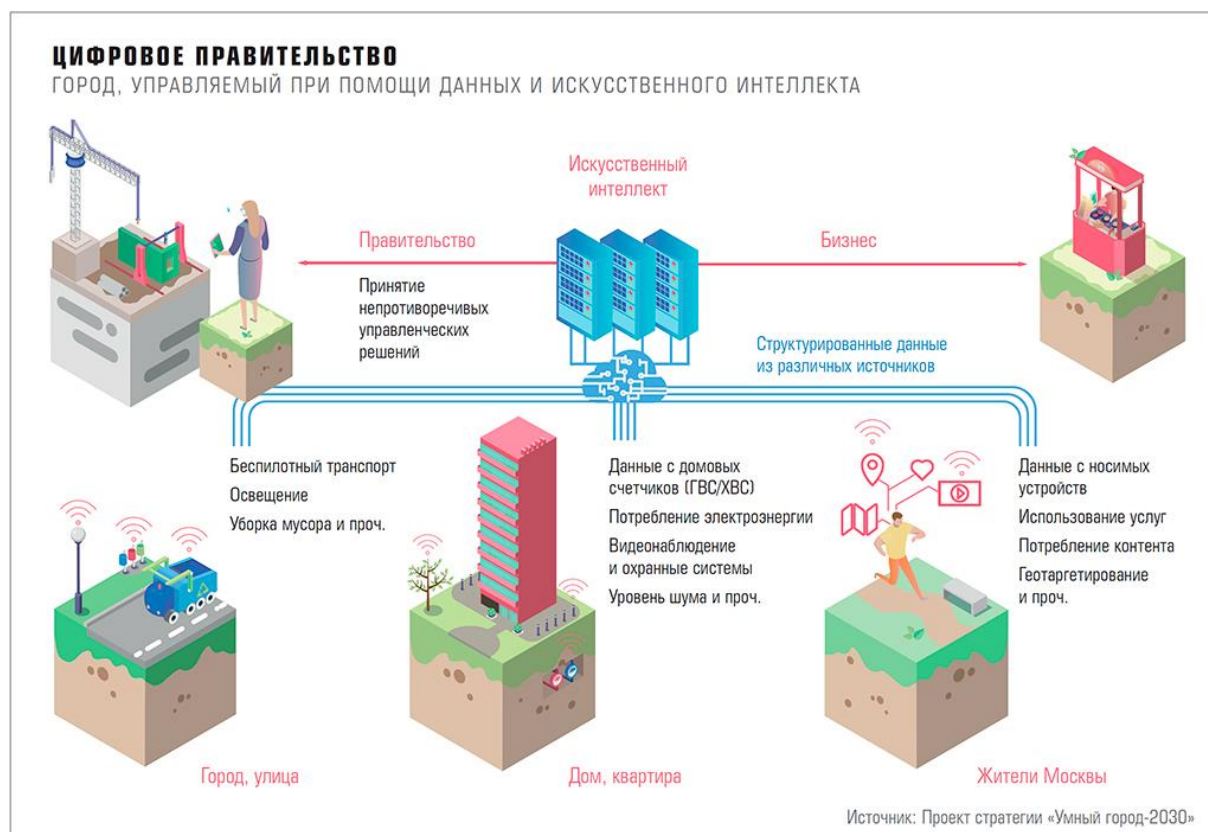 ЦИФРОВОЕ ПРАВИТЕЛЬСТВО
ГОРОД, УПРАВЛЯЕМЫЙ ПРИ ПОМОЩИ ДАННЫХ И ИСКУССТВЕННОГО ИНТЕЛЛЕКТА
Искусственный
интеллект
Правительство
Принятие
непротиворечивых
управленческих
решений
Бизнес
Структурированные данные
из различных источников
Беспилотный транспорт
Освещение
Уборка мусора и проч.
Город, улица
Данные с домовых
счетчиков (ГВС/ХВС)
Потребление электроэнергии
Видеонаблюдение
и охранные системы
Уровень шума и проч.
Дом, квартира
Данные с носимых
устройств
Использование услуг
Потребление контента
Геотаргетирование
и проч.
Жители Москвы
Источник: Проект стратегии «Умный город-2030»